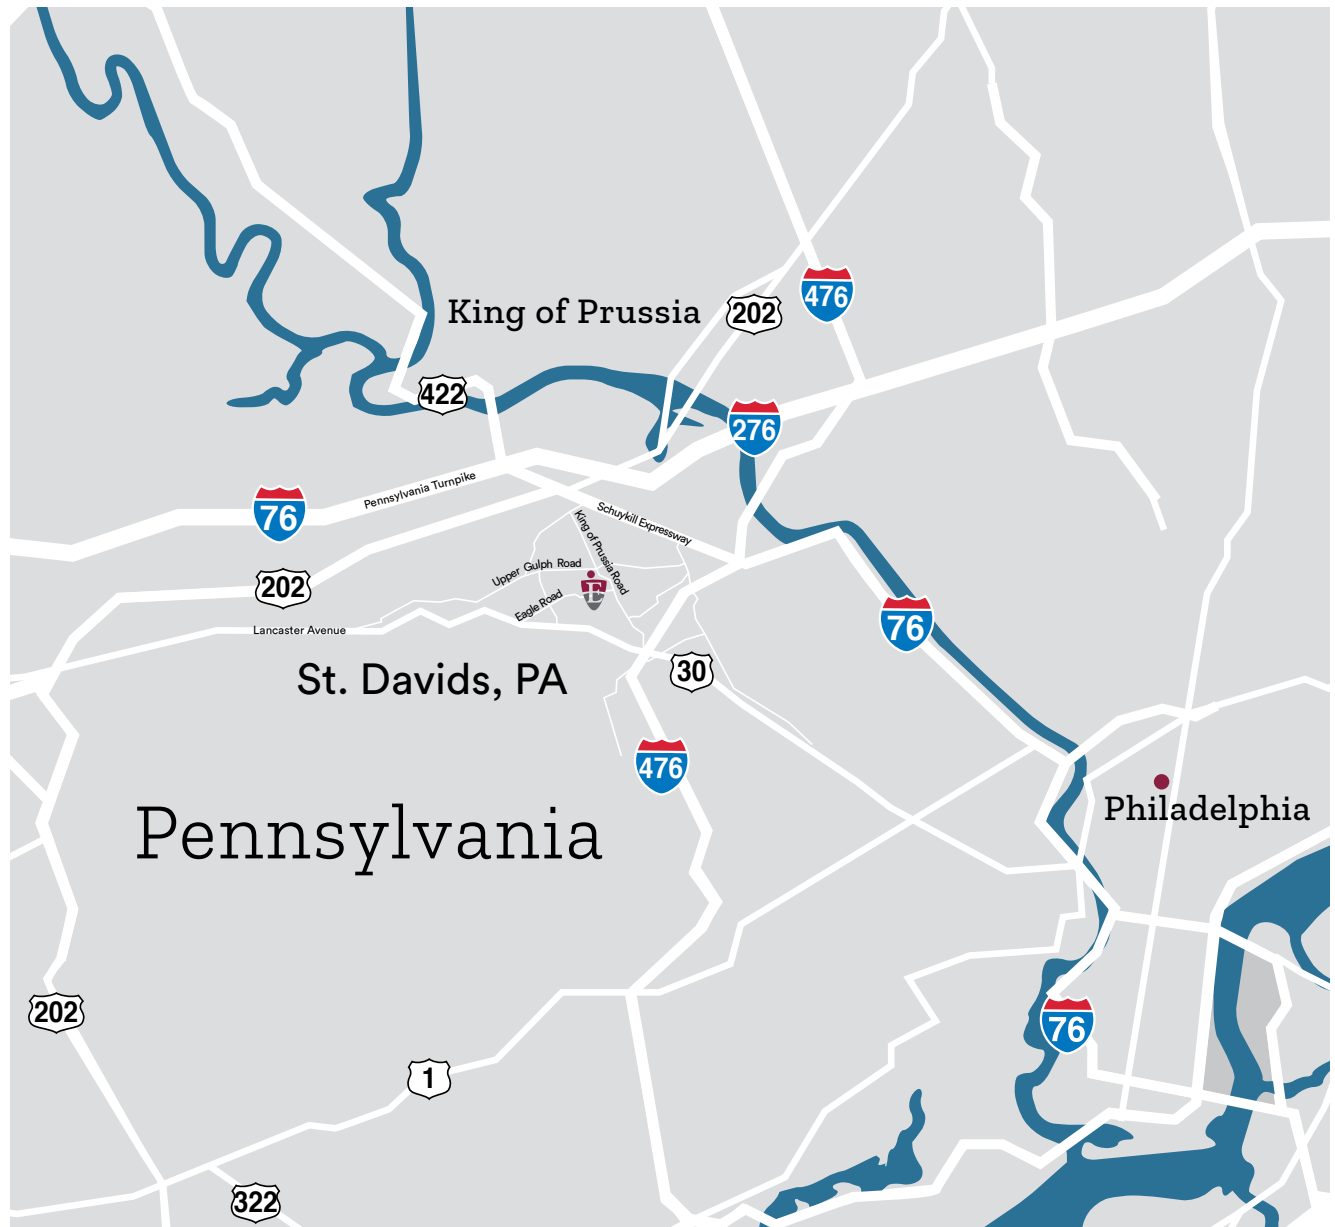 476
King of Prussia
202
422
276
Pennsylvania Turnpike
76
Schuykill Expressway
King of Prussia Road
Upper Gulph Road
202
E
Eagle Road
76
Lancaster Avenue
St. Davids, PA
30
476
Philadelphia
Pennsylvania
202
76
1
322